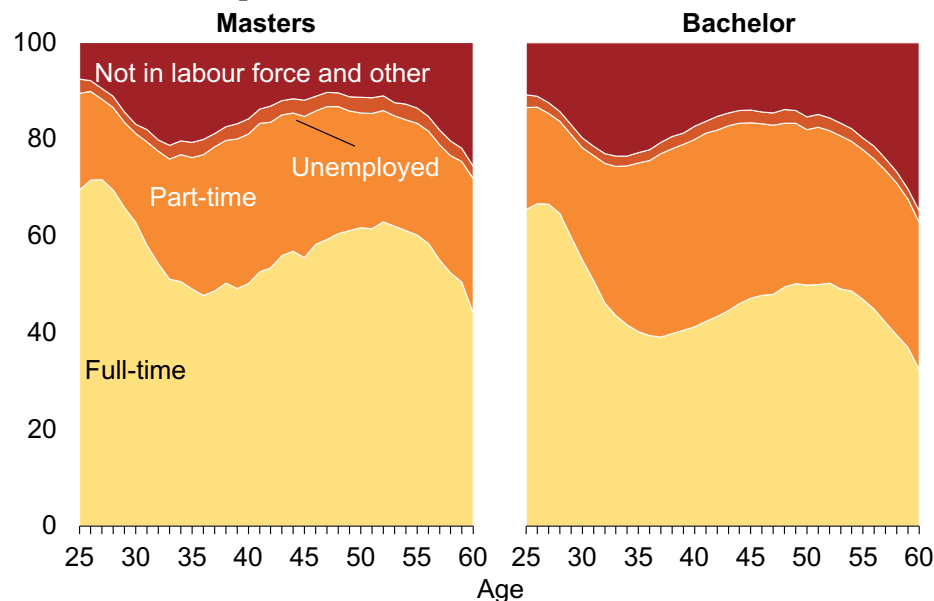 Masters
Bachelor
100
80
60
40
20
0
Not in labour force and other
Unemployed
Part-time
Full-time
25 30 35 40 45 50 55 60
25 30 35 40 45 50 55 60
Age